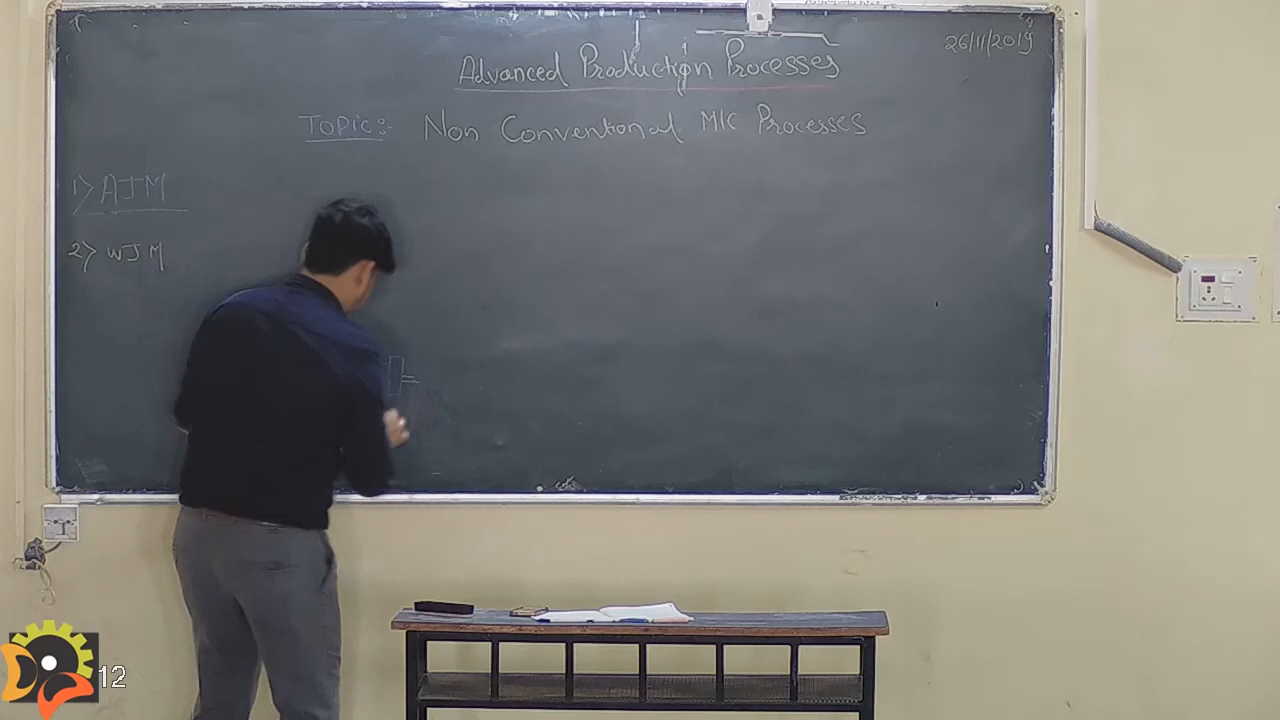 26/11/2019
Advanced Production Processes
Topic:- Non Conventional M/C Processes
1> AJM
2> WJM
12